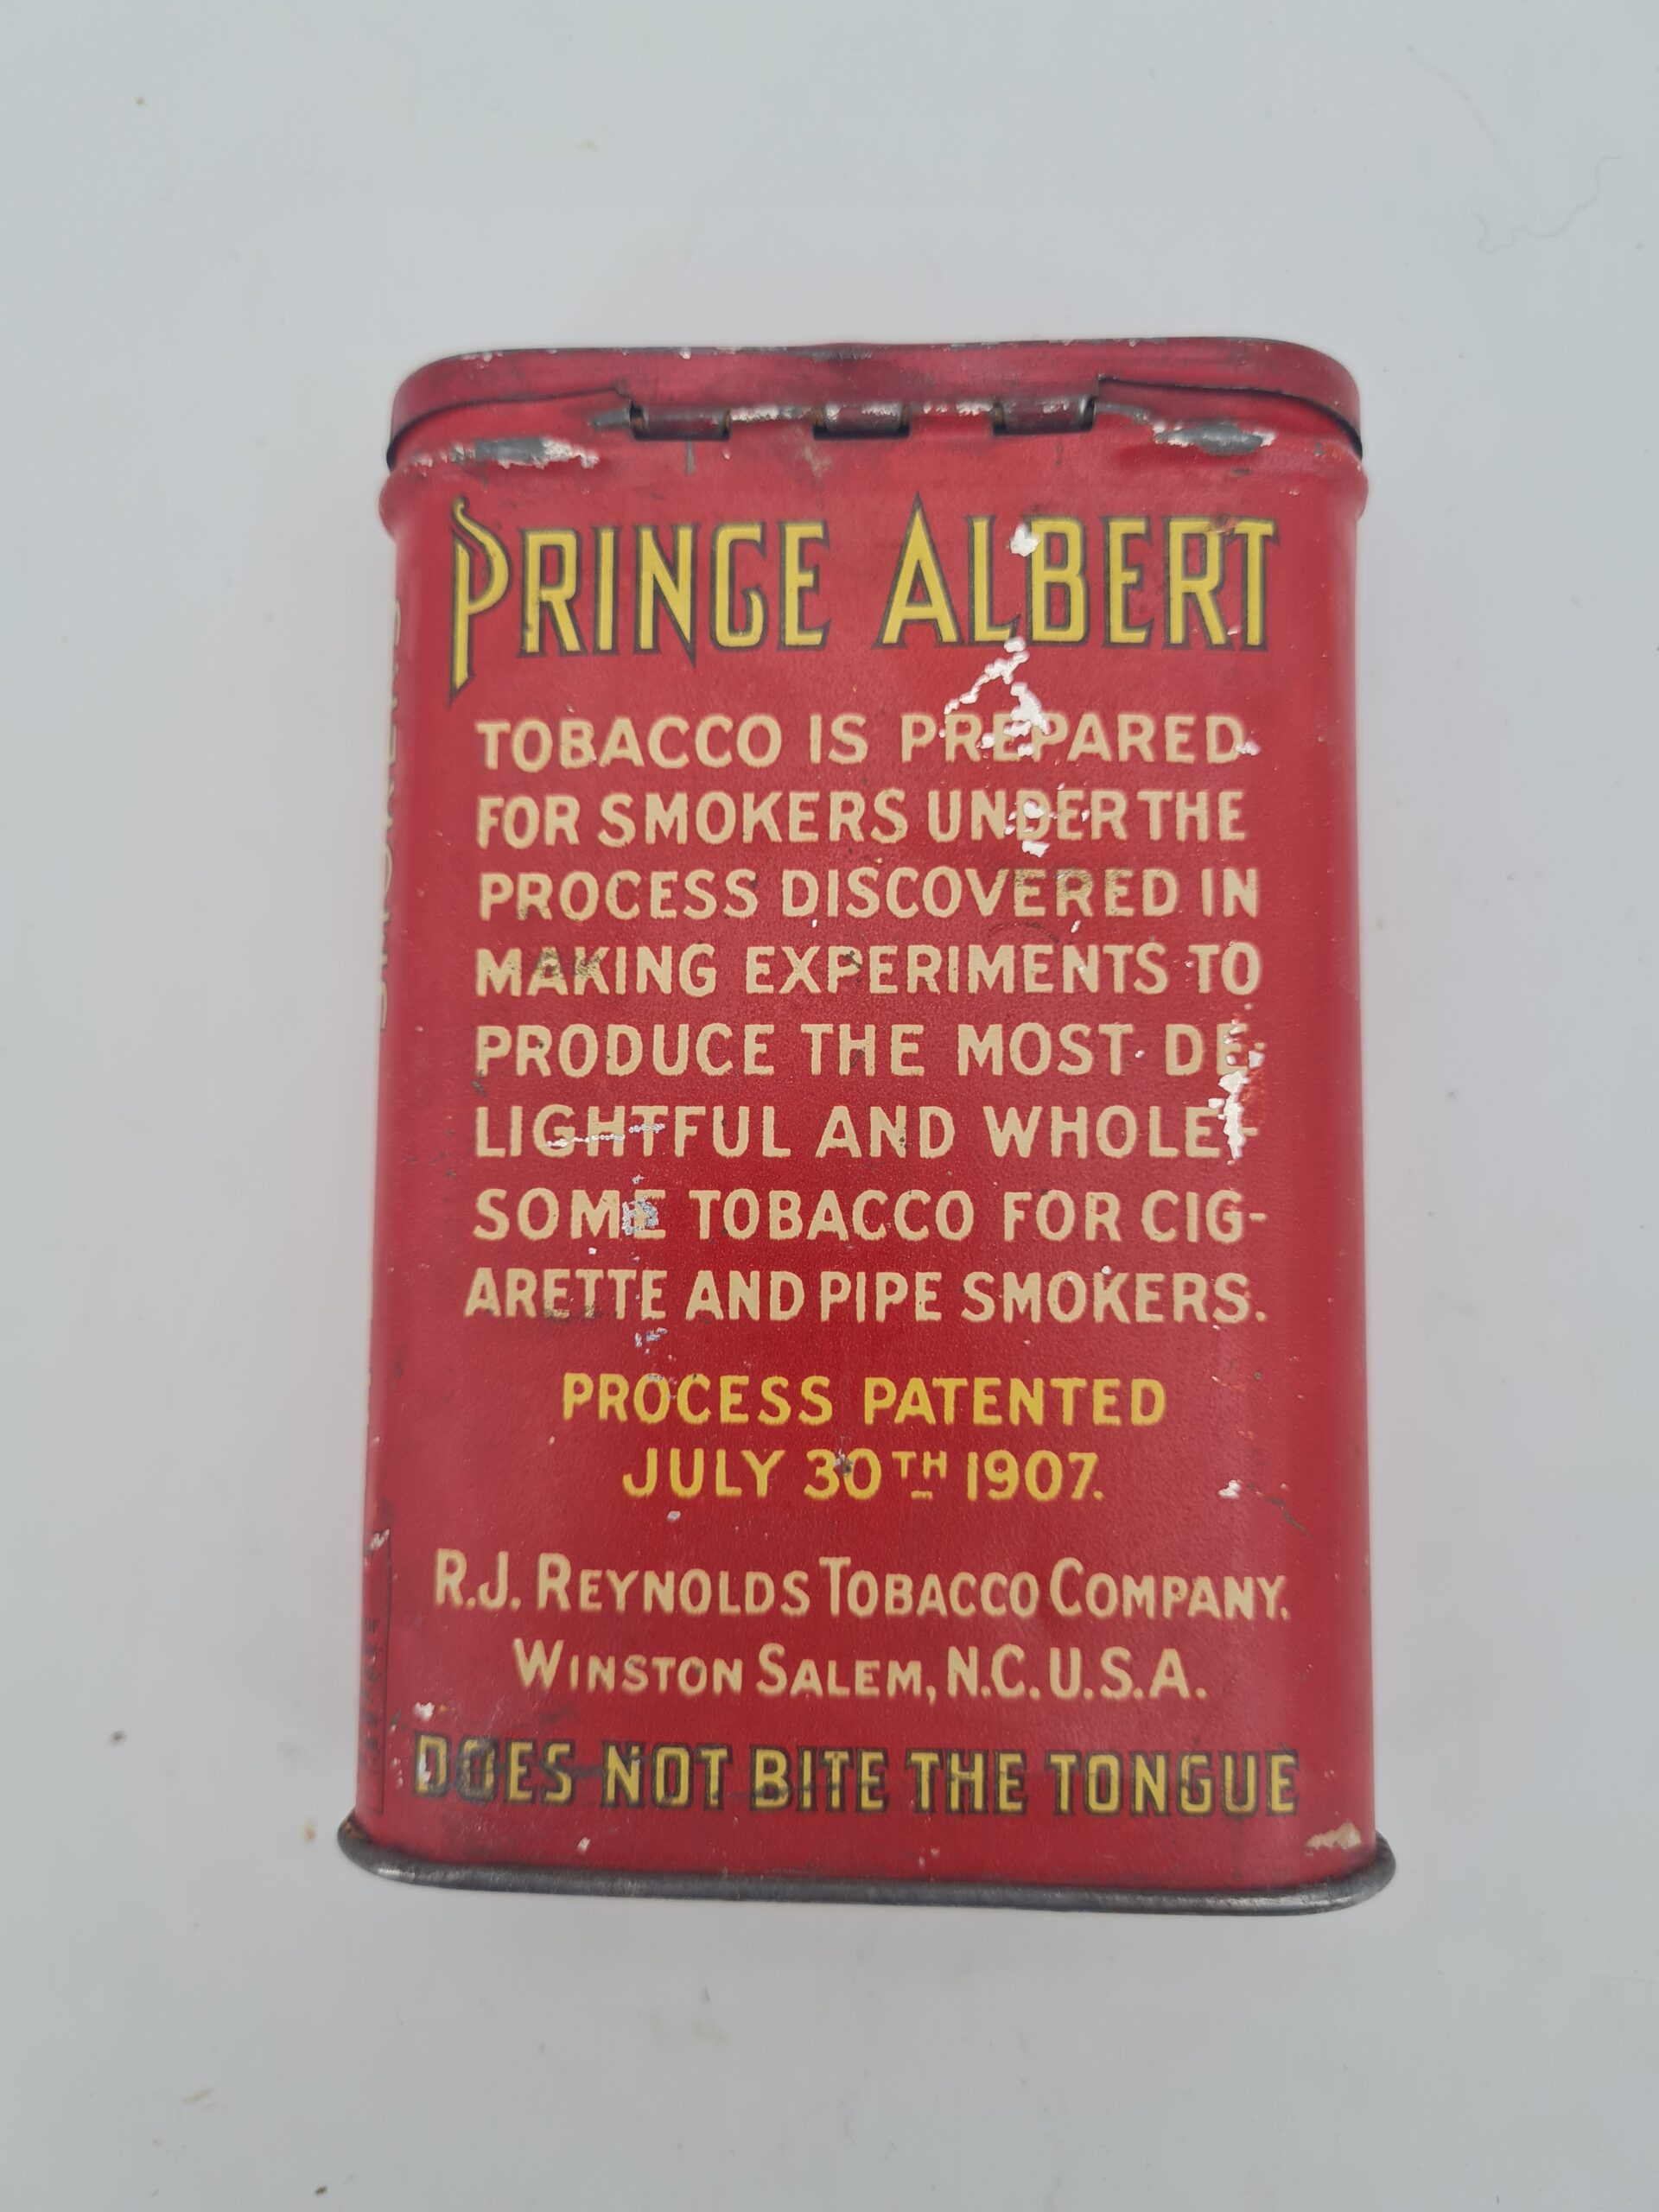 PRINCE ALBERT
TOBACCO IS PREPARED
FOR SMOKERS UNDER THE
PROCESS DISCOVERED IN
MAKING EXPERIMENTS TO
PRODUCE THE MOST DE-
LIGHTFUL AND WHOLE-
SOME TOBACCO FOR CIG-
ARETTE AND PIPE SMOKERS.
PROCESS PATENTED
JULY 30TH 1907.
R.J. REYNOLDS TOBACCO COMPANY.
WINSTON SALEM, N.C. U.S.A.
DOES NOT BITE THE TONGUE